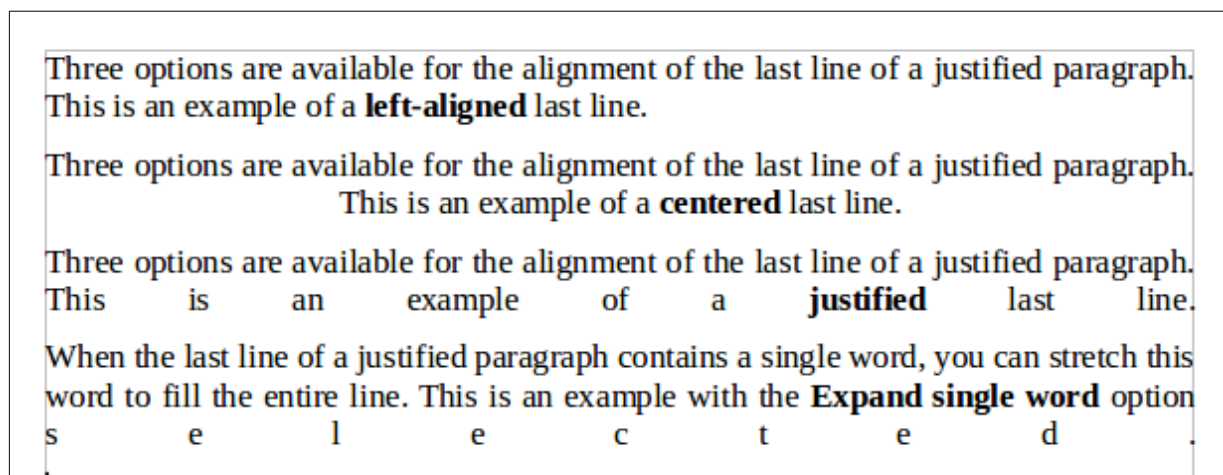 Three options are available for the alignment of the last line of a justified paragraph.
This is an example of a left-aligned last line.
Three options are available for the alignment of the last line of a justified paragraph.
This is an example of a centered last line.
Three options are available for the alignment of the last line of a justified paragraph.
This is an example of a justified last line.
When the last line of a justified paragraph contains a single word, you can stretch this
word to fill the entire line. This is an example with the Expand single word option
s e l e c t e d .